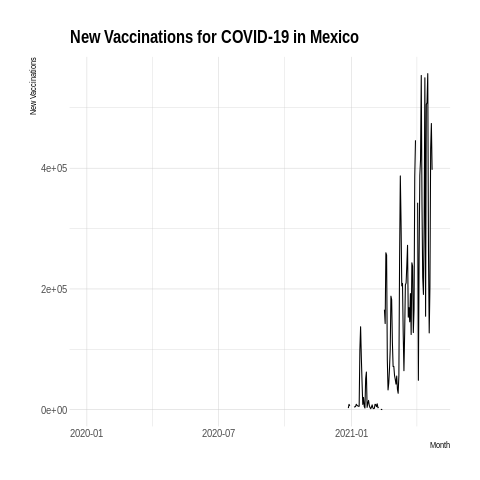 New Vaccinations for COVID-19 in Mexico
New Vaccinations
4e+05
2e+05
0e+00
2020-01
2020-07
2021-01
Month